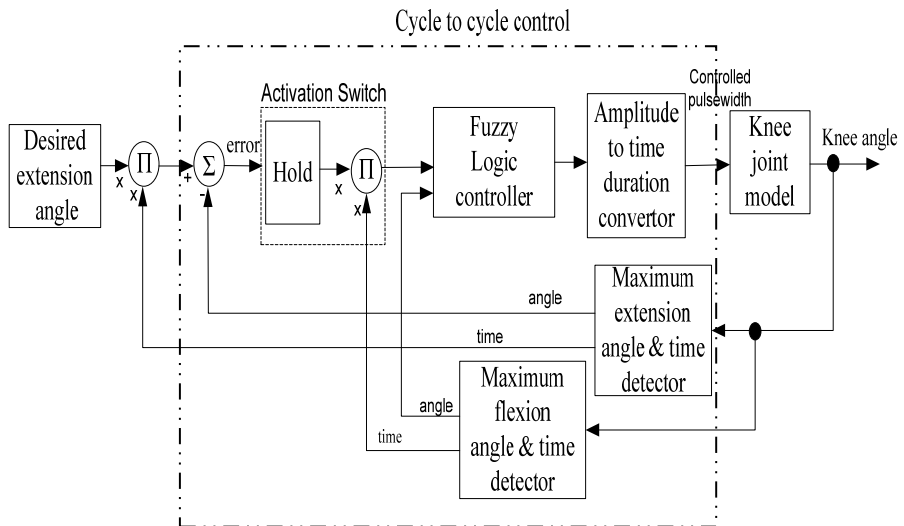 Cycle to cycle control
Controlled
pulsewidth
Activation Switch
Desired
extension
angle
x
x
Π
+
-
Σ
error
Hold
x
x
Π
Fuzzy
Logic
controller
Amplitude
to time
duration
convertor
Knee
joint
model
Knee angle
angle
time
Maximum
extension
angle & time
detector
angle
time
Maximum
flexion
angle & time
detector